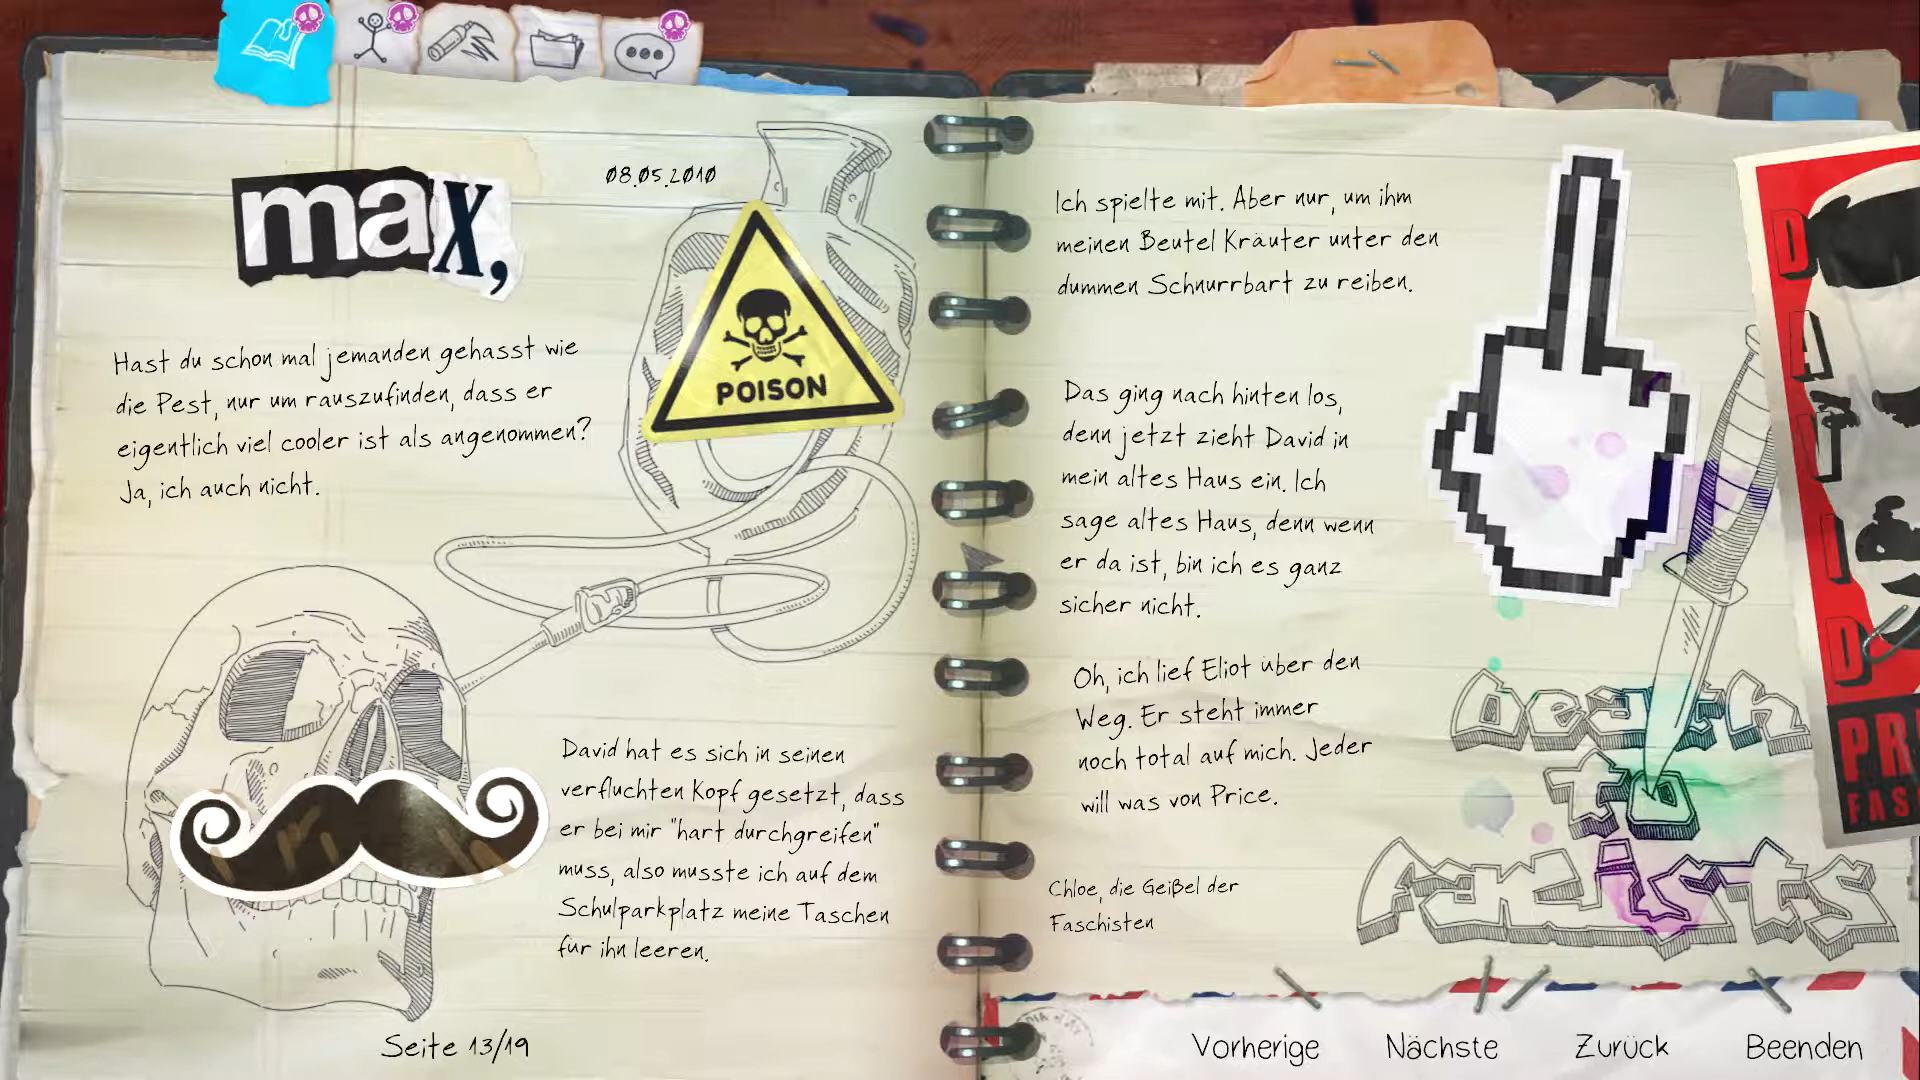 max,
08.05.2010
POISON
Hast du schon mal jemanden gehasst wie
die Pest, nur um rauszufinden, dass er
eigentlich viel cooler ist als angenommen?
Ja, ich auch nicht.
David hat es sich in seinen
verfluchten Kopf gesetzt, dass
er bei mir "hart durchgreifen"
muss, also musste ich auf dem
Schulparkplatz meine Taschen
für ihn leeren.
Seite 13/19
Ich spielte mit. Aber nur, um ihm
meinen Beutel Kräuter unter den
dummen Schnurrbart zu reiben.
Das ging nach hinten los,
denn jetzt zieht David in
mein altes Haus ein. Ich
sage altes Haus, denn wenn
er da ist, bin ich es ganz
sicher nicht.
Oh, ich lief Eliot über den
Weg. Er steht immer
noch total auf mich. Jeder
will was von Price.
Chloe, die Geißel der
Faschisten
Death
to
DAVID
PR
FAS
Vorherige
Nächste
Zurück
Beenden